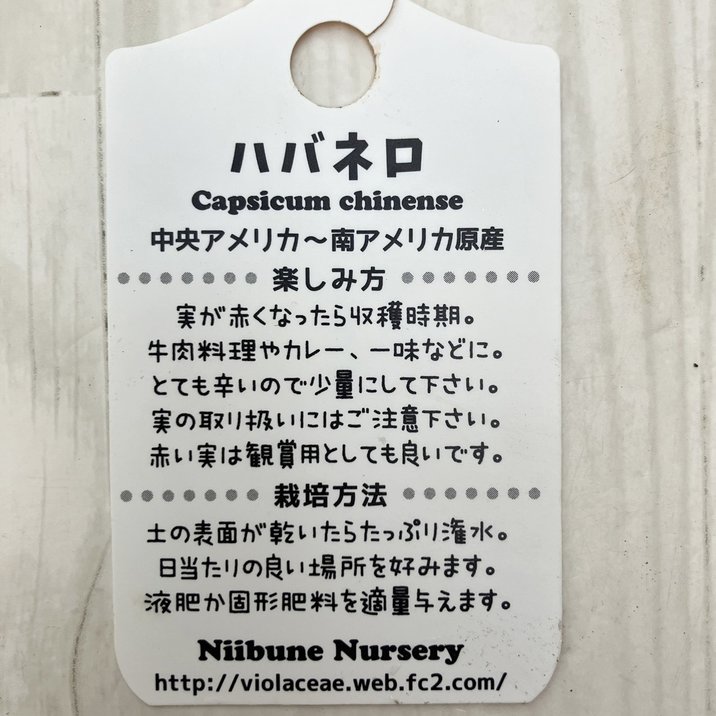 ハバネロ
Capsicum chinense
中央アメリカ～南アメリカ原産
楽しみ方
実が赤くなったら収穫時期。
牛肉料理やカレー、一味などに。
とても辛いので少量にして下さい。
実の取り扱いにはご注意下さい。
赤い実は観賞用としても良いです。
栽培方法
土の表面が乾いたらたっぷり潅水。
日当たりの良い場所を好みます。
液肥か固形肥料を適量与えます。
Niibune Nursery
http://violaceae.web.fc2.com/